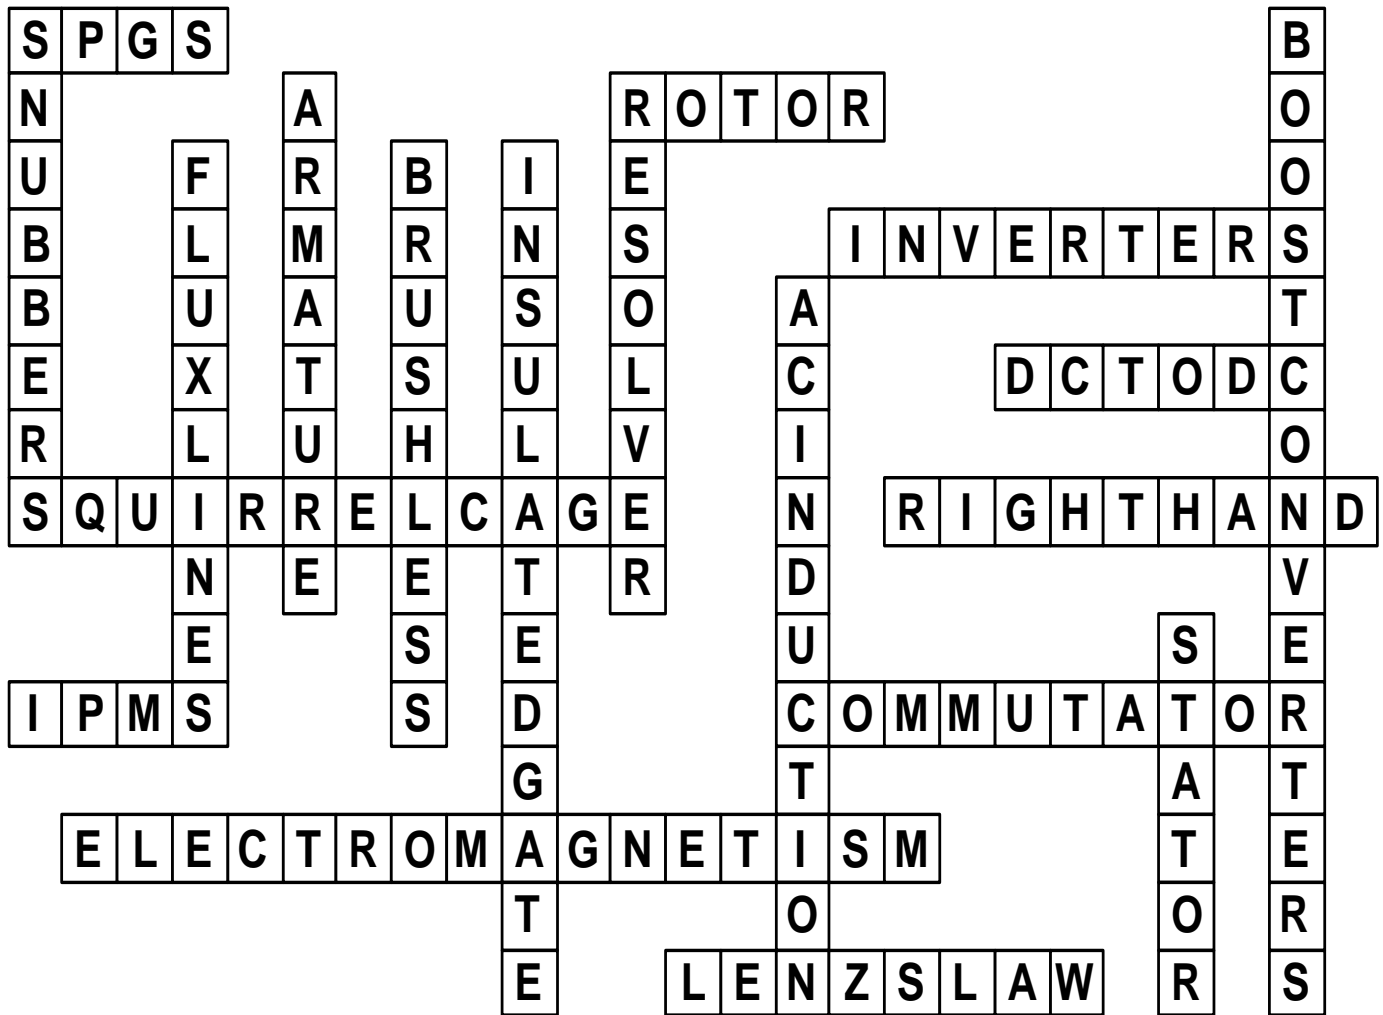 SPGS
SNUBBERS
ARMATURE
ROTOR
RESOLVER
BOOSTCONVERTERS
FLUXLINES
BRUSHLESS
INSULATEDGATE
INVERTERS
ACINDUCTION
DCTODC
SQUIRRELCAGE
RIGHTHAND
STATOR
IPMS
COMMUTATOR
ELECTROMAGNETISM
LENZSLAW